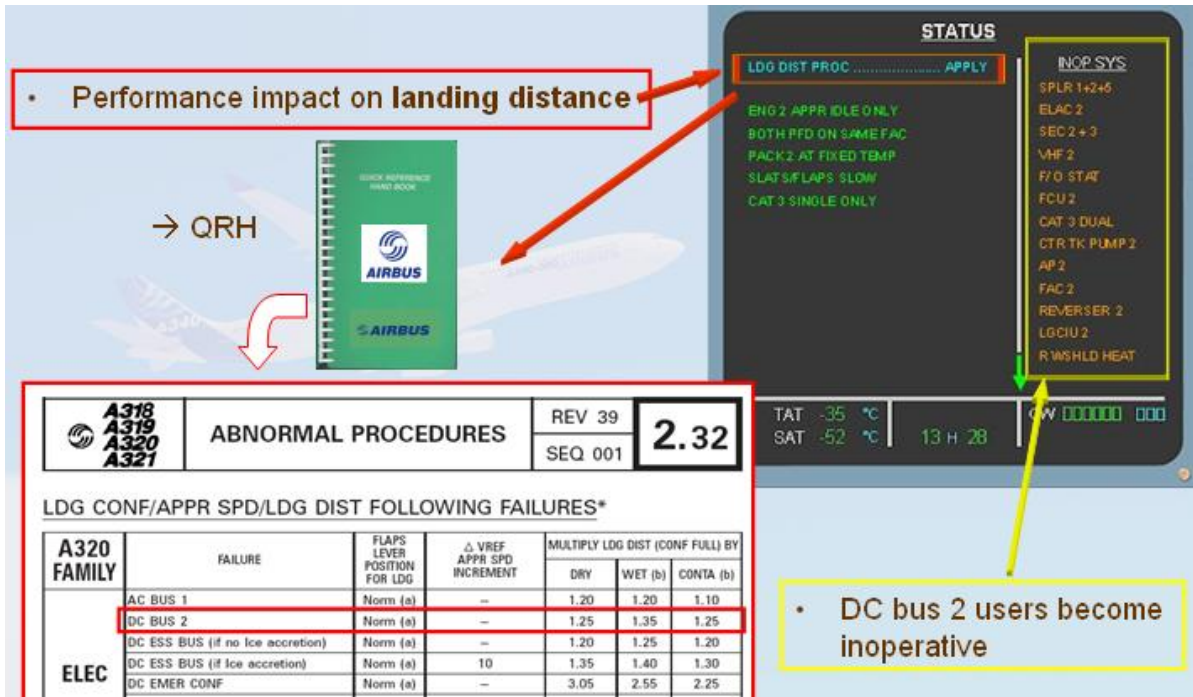 • Performance impact on landing distance
→ QRH
QUICK REFERENCE
HAND BOOK
AIRBUS
AIRBUS
A340
STATUS
LDG DIST PROC ..................... APPLY
ENG 2 APPR IDLE ONLY
BOTH PFD ON SAME FAC
PACK 2 AT FIXED TEMP
SLATS/FLAPS SLOW
CAT 3 SINGLE ONLY
INOP SYS
SPLR 1+2+5
ELAC 2
SEC 2 + 3
VHF 2
F/O STAT
FCU 2
CAT 3 DUAL
CTR TK PUMP 2
AP 2
FAC 2
REVERSER 2
LGCIU 2
R WSHLD HEAT
TAT -35 °C
SAT -52 °C
13 H 28
GW
A318
A319
A320
A321
ABNORMAL PROCEDURES
REV 39
SEQ 001
2.32
LDG CONF/APPR SPD/LDG DIST FOLLOWING FAILURES*
A320 FAMILY FAILURE FLAPS LEVER POSITION FOR LDG △ VREF APPR SPD INCREMENT MULTIPLY LDG DIST (CONF FULL) BY
DRY WET (b) CONTA (b)
ELEC
AC BUS 1 Norm (a) – 1.20 1.20 1.10
DC BUS 2 Norm (a) – 1.25 1.35 1.25
DC ESS BUS (if no Ice accretion) Norm (a) – 1.20 1.25 1.20
DC ESS BUS (if Ice accretion) Norm (a) 10 1.35 1.40 1.30
DC EMER CONF Norm (a) – 3.05 2.55 2.25
• DC bus 2 users become
inoperative